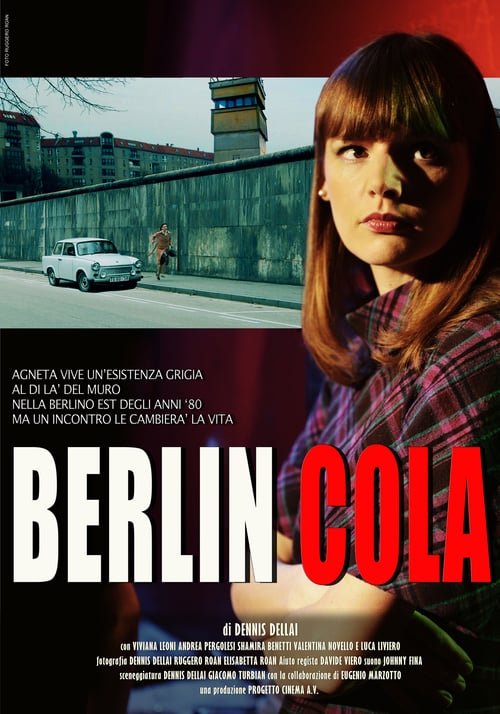 FOTO RUGGERO ROAN
AGNETA VIVE UN'ESISTENZA GRIGIA
AL DI LA' DEL MURO
NELLA BERLINO EST DEGLI ANNI '80
MA UN INCONTRO LE CAMBIERA' LA VITA
BERLIN COLA
di DENNIS DELLAI
con VIVIANA LEONI ANDREA PERGOLESI SHAMIRA BENETTI VALENTINA NOVELLO E LUCA LIVIERO
fotografia DENNIS DELLAI RUGGERO ROAN ELISABETTA ROAN Aiuto regista DAVIDE VIERO suono JOHNNY FINA
sceneggiatura DENNIS DELLAI GIACOMO TURBIAN con la collaborazione di EUGENIO MARZOTTO
una produzione PROGETTO CINEMA A.V.